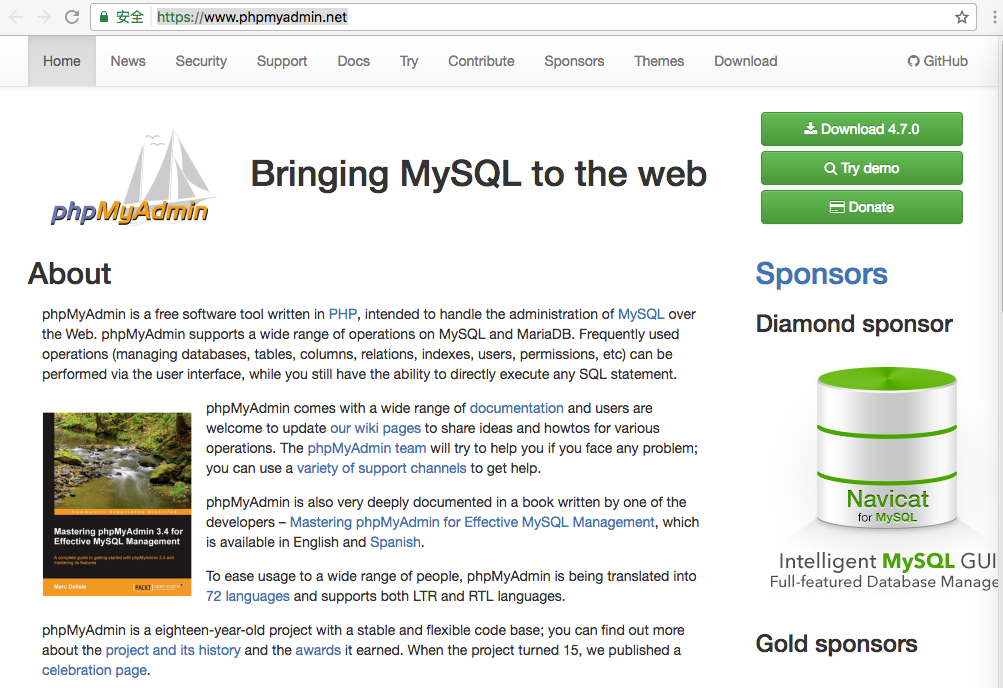 安全 https://www.phpmyadmin.net
Home News Security Support Docs Try Contribute Sponsors Themes Download GitHub
phpMyAdmin
Bringing MySQL to the web
Download 4.7.0
Try demo
Donate
About
phpMyAdmin is a free software tool written in PHP, intended to handle the administration of MySQL over
the Web. phpMyAdmin supports a wide range of operations on MySQL and MariaDB. Frequently used
operations (managing databases, tables, columns, relations, indexes, users, permissions, etc) can be
performed via the user interface, while you still have the ability to directly execute any SQL statement.
Mastering phpMyAdmin 3.4 for
Effective MySQL Management
A complete guide to getting started with phpMyAdmin 3.4 and
mastering its features
Marc Delisle
PACKT
phpMyAdmin comes with a wide range of documentation and users are
welcome to update our wiki pages to share ideas and howtos for various
operations. The phpMyAdmin team will try to help you if you face any problem;
you can use a variety of support channels to get help.
phpMyAdmin is also very deeply documented in a book written by one of the
developers – Mastering phpMyAdmin for Effective MySQL Management, which
is available in English and Spanish.
To ease usage to a wide range of people, phpMyAdmin is being translated into
72 languages and supports both LTR and RTL languages.
phpMyAdmin is a eighteen-year-old project with a stable and flexible code base; you can find out more
about the project and its history and the awards it earned. When the project turned 15, we published a
celebration page.
Sponsors
Diamond sponsor
Navicat
for MySQL
Intelligent MySQL GUI
Full-featured Database Manage
Gold sponsors